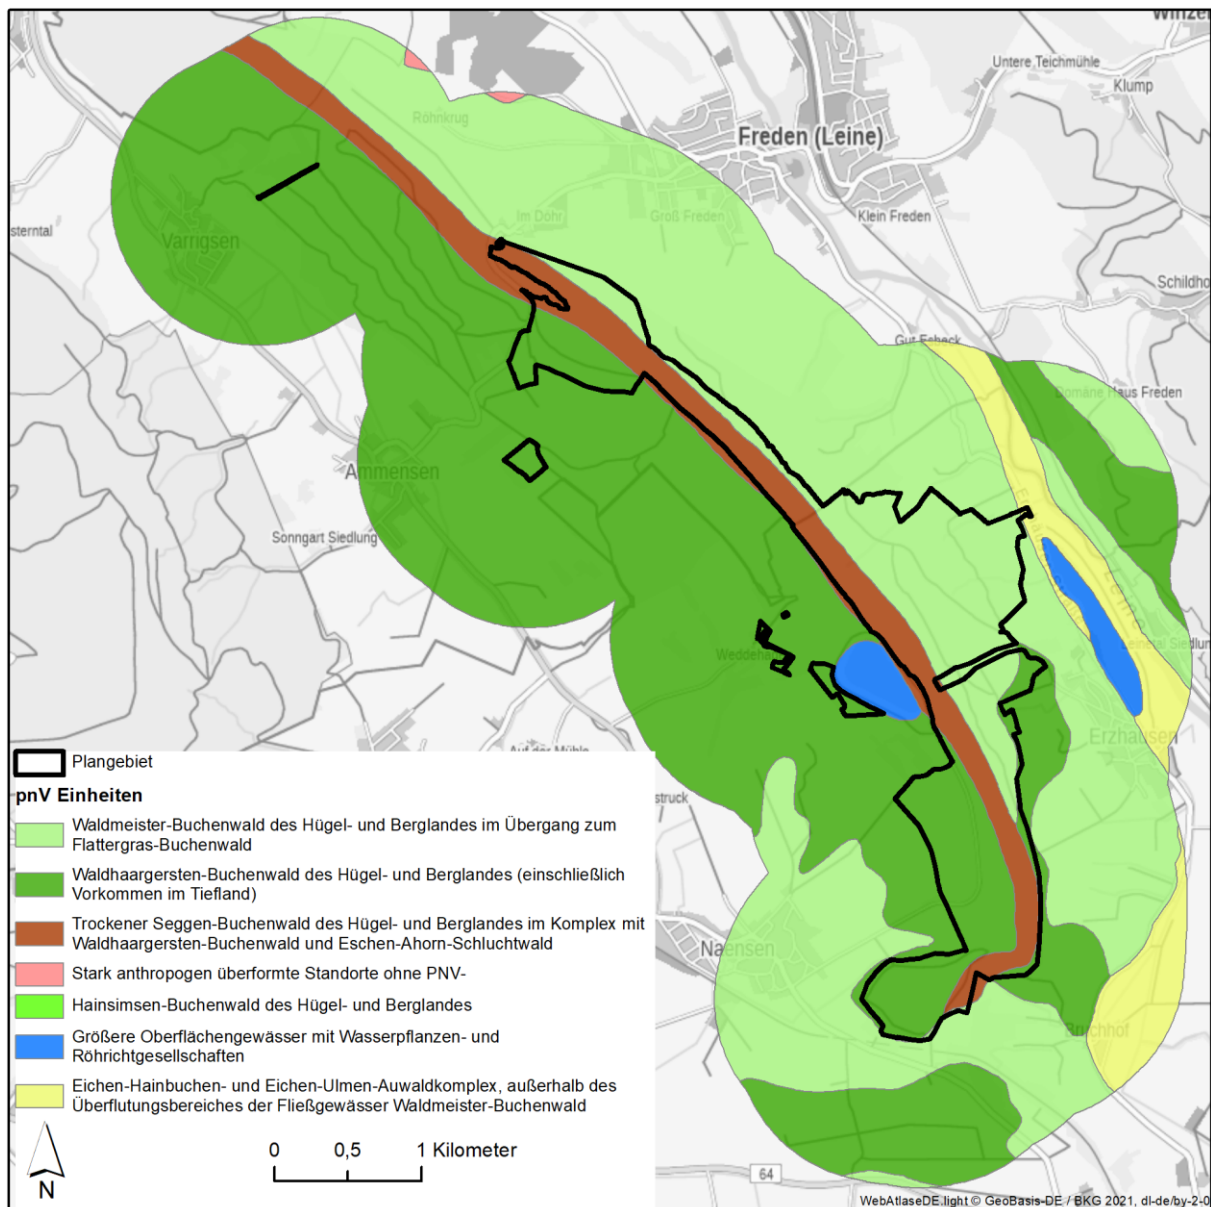 Winze
Untere Teichmühle
Klump
Röhnkrug
Freden (Leine)
Im Döhr
Groß Freden
Klein Freden
sterntal
Varrigsen
Schildho
Gut Esbeck
Domäne Haus Freden
Ammensen
Sonngart Siedlung
Leine
Leinetal Siedlun
Erzhausen
Auf der Mühle
struck
Naensen
Bruchhof
64
Plangebiet
pnV Einheiten
Waldmeister-Buchenwald des Hügel- und Berglandes im Übergang zum
Flattergras-Buchenwald
Waldhaargersten-Buchenwald des Hügel- und Berglandes (einschließlich
Vorkommen im Tiefland)
Trockener Seggen-Buchenwald des Hügel- und Berglandes im Komplex mit
Waldhaargersten-Buchenwald und Eschen-Ahorn-Schluchtwald
Stark anthropogen überformte Standorte ohne PNV-
Hainsimsen-Buchenwald des Hügel- und Berglandes
Größere Oberflächengewässer mit Wasserpflanzen- und
Röhrichtgesellschaften
Eichen-Hainbuchen- und Eichen-Ulmen-Auwaldkomplex, außerhalb des
Überflutungsbereiches der Fließgewässer Waldmeister-Buchenwald
N
0 0,5 1 Kilometer
WebAtlasDE.light © GeoBasis-DE / BKG 2021, dl-de/by-2-0